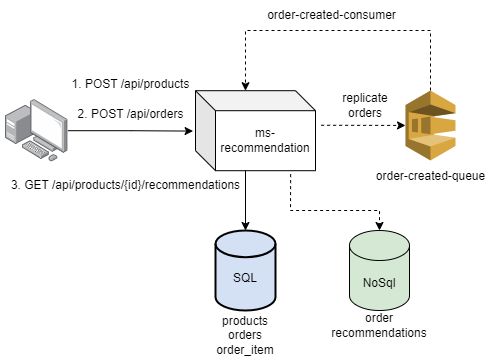 order-created-consumer
1. POST /api/products
2. POST /api/orders
3. GET /api/products/{id}/recommendations
ms-
recommendation
replicate
orders
order-created-queue
SQL
products
orders
order_item
NoSql
order
recommendations